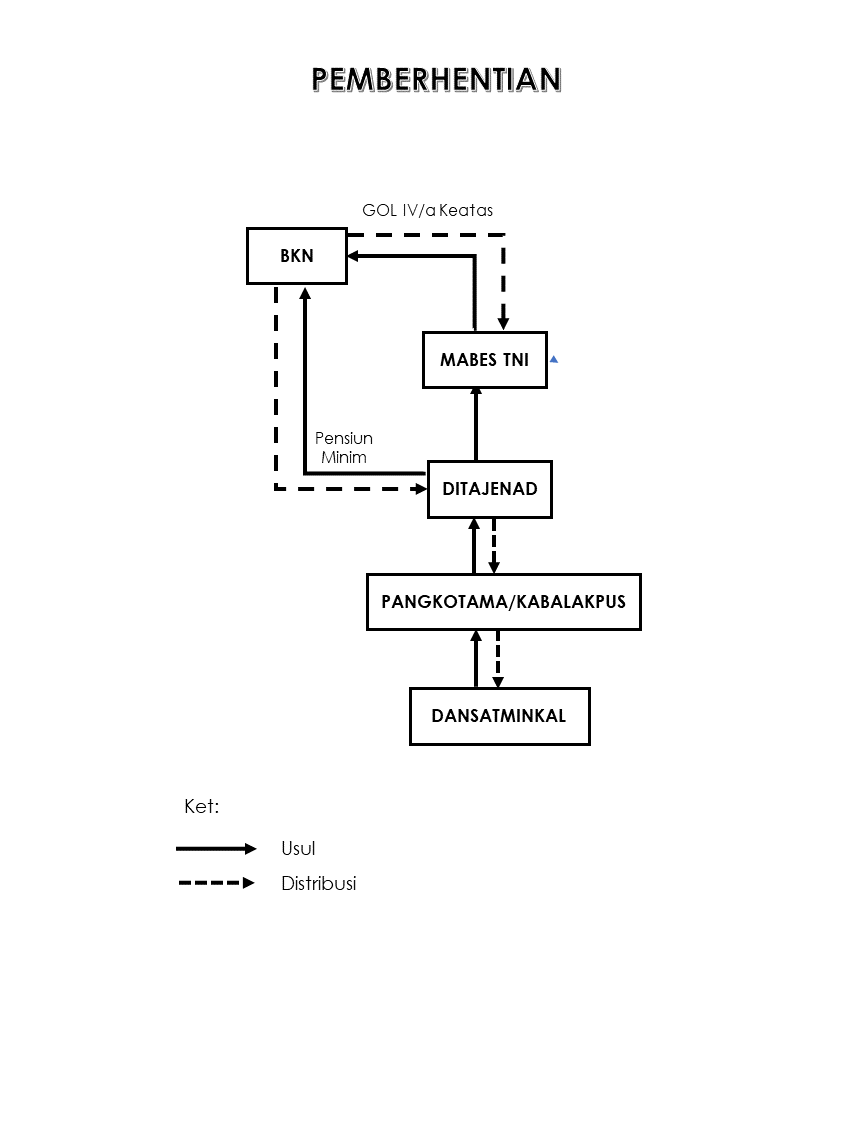 PEMBERHENTIAN
GOL IV/a Keatas
BKN
MABES TNI
Pensiun
Minim
DITAJENAD
PANGKOTAMA/KABALAKPUS
DANSATMINKAL
Ket:
Usul
Distribusi